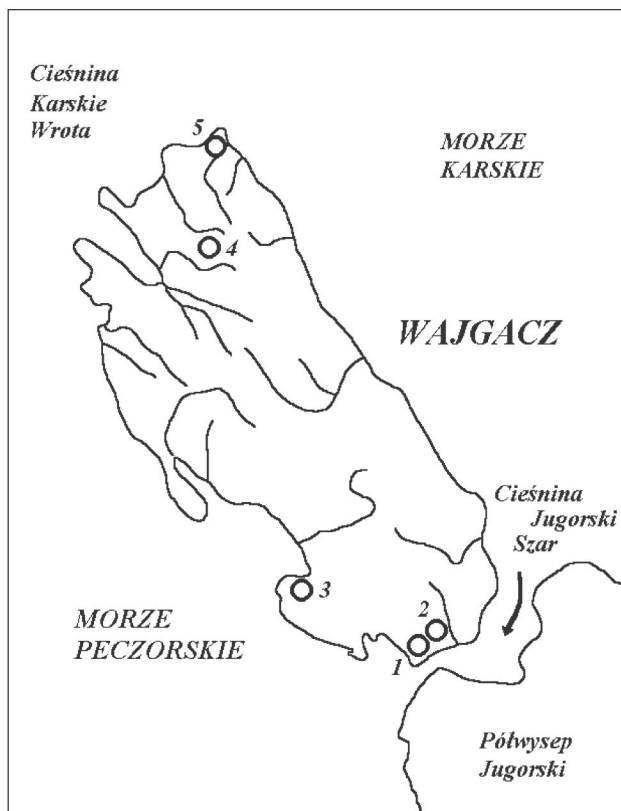 Cieśnina
Karskie
Wrota
5
MORZE
KARSKIE
4
WAJGACZ
Cieśnina
Jugorski
Szar
3
2
MORZE
PECZORSKIE
1
Półwysep
Jugorski